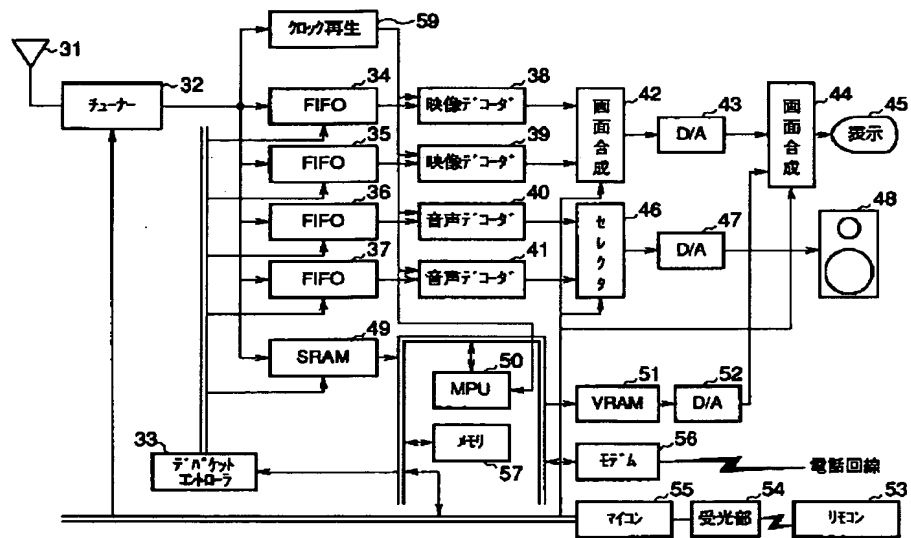 31
チューナー
32
クロック再生
59
FIFO
34
FIFO
35
FIFO
36
FIFO
37
SRAM
49
映像デコーダ
38
映像デコーダ
39
音声デコーダ
40
音声デコーダ
41
画面合成
42
D/A
43
画面合成
44
表示
45
セレクタ
46
D/A
47
48
MPU
50
メモリ
57
VRAM
51
D/A
52
モデム
56
電話回線
デパケット
コントローラ
33
マイコン
55
受光部
54
リモコン
53